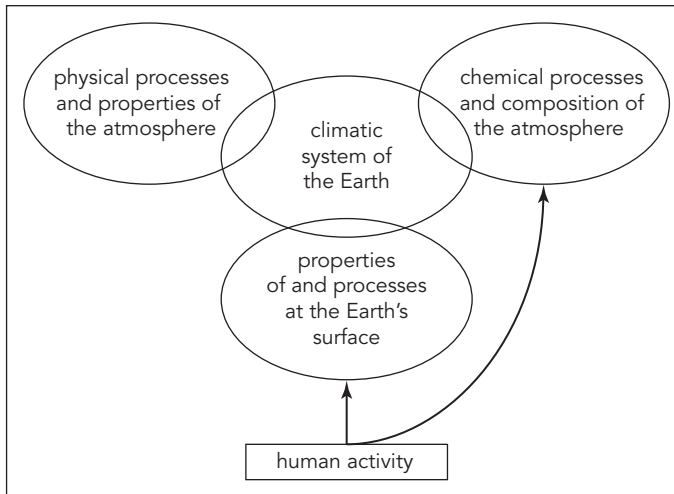 physical processes
and properties of
the atmosphere
chemical processes
and composition of
the atmosphere
climatic
system of
the Earth
properties
of and processes
at the Earth's
surface
human activity